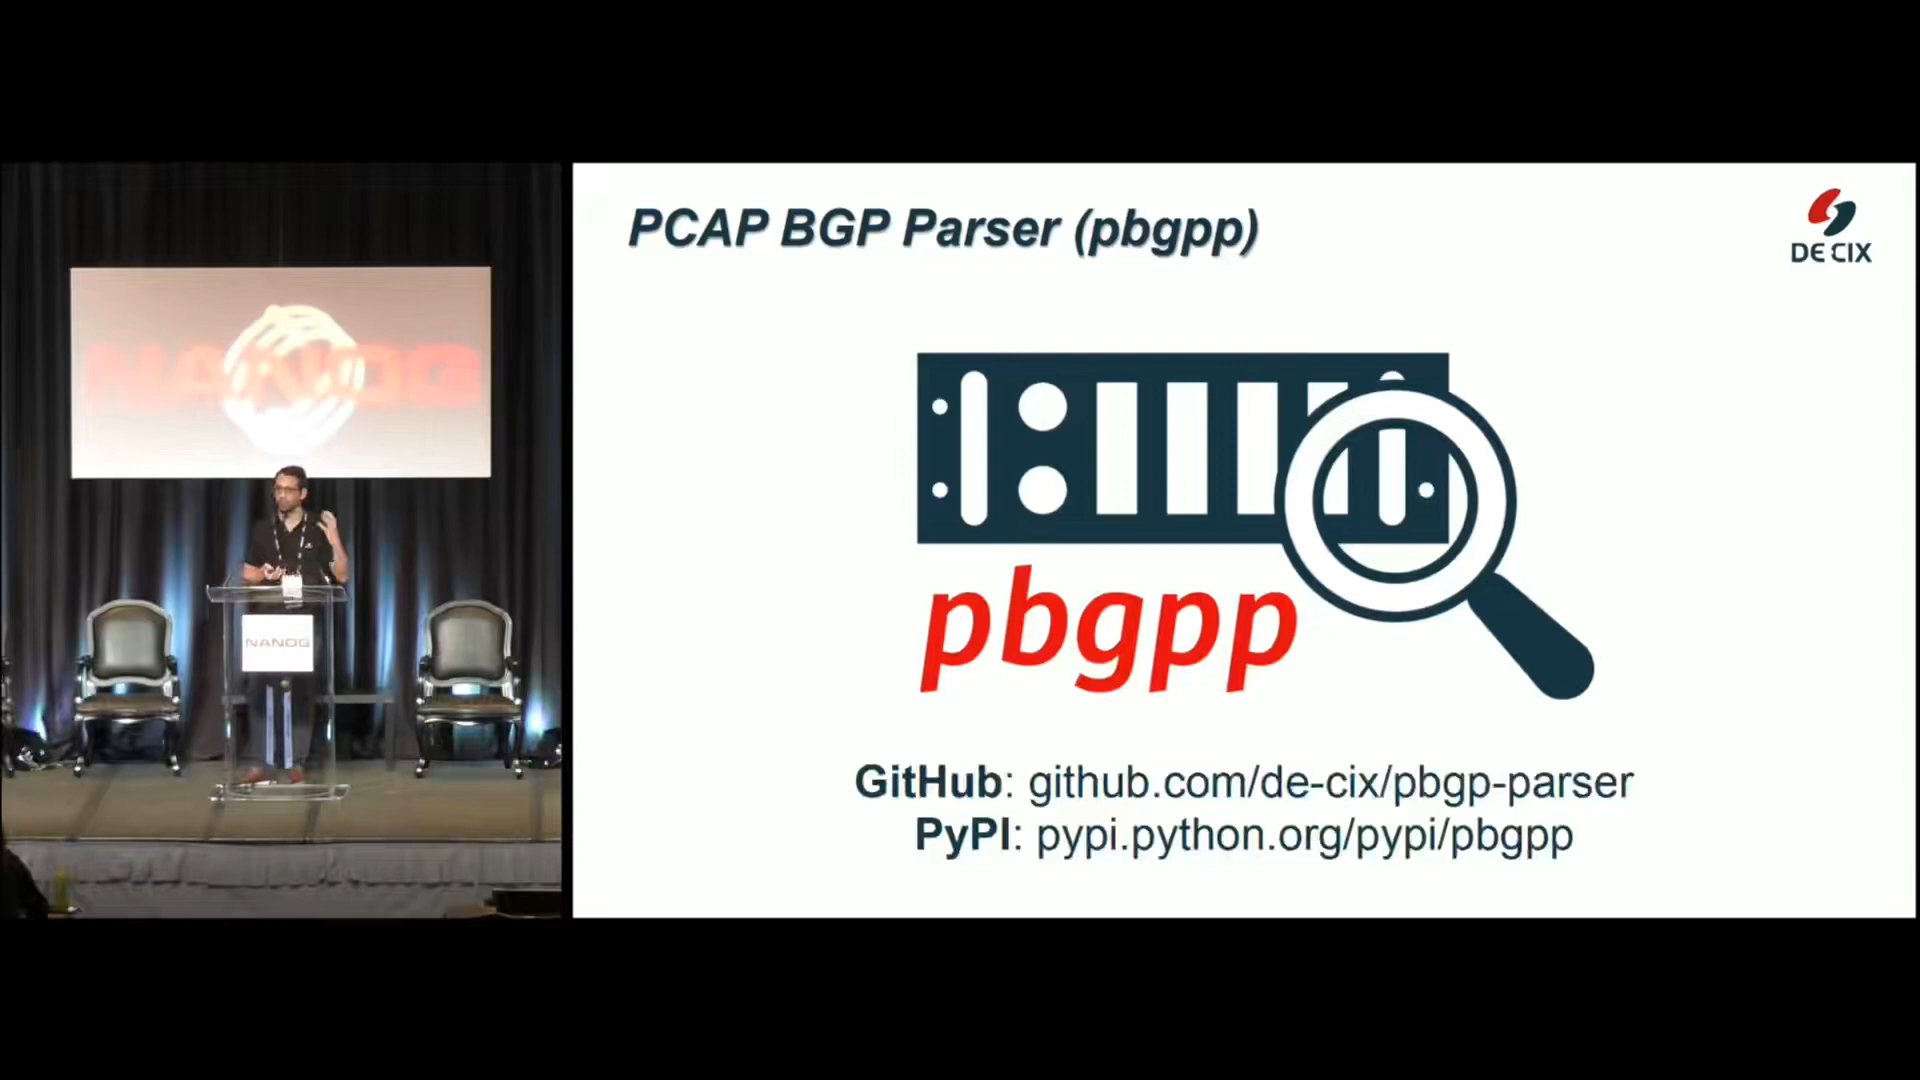 NANOG
NANOG
PCAP BGP Parser (pbgpp)
DE CIX
pbgpp
GitHub: github.com/de-cix/pbgp-parser
PyPI: pypi.python.org/pypi/pbgpp